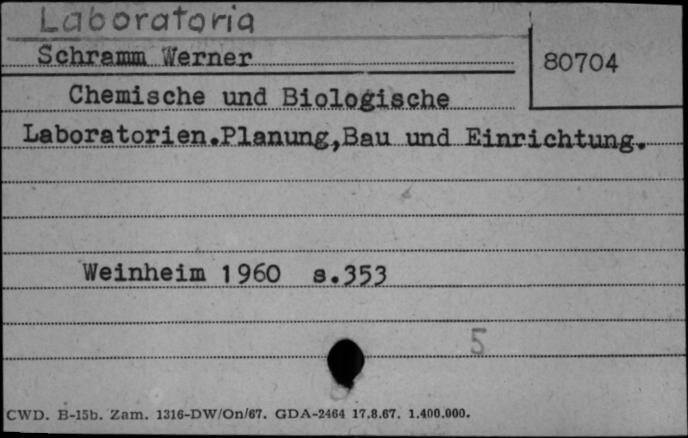 Laboratoria
Schramm Werner
80704
Chemische und Biologische
Laboratorien.Planung,Bau und Einrichtung.
Weinheim 1960 s.353
5
CWD. B-15b. Zam. 1316-DW/On/67. GDA-2464 17.8.67. 1.400.000.